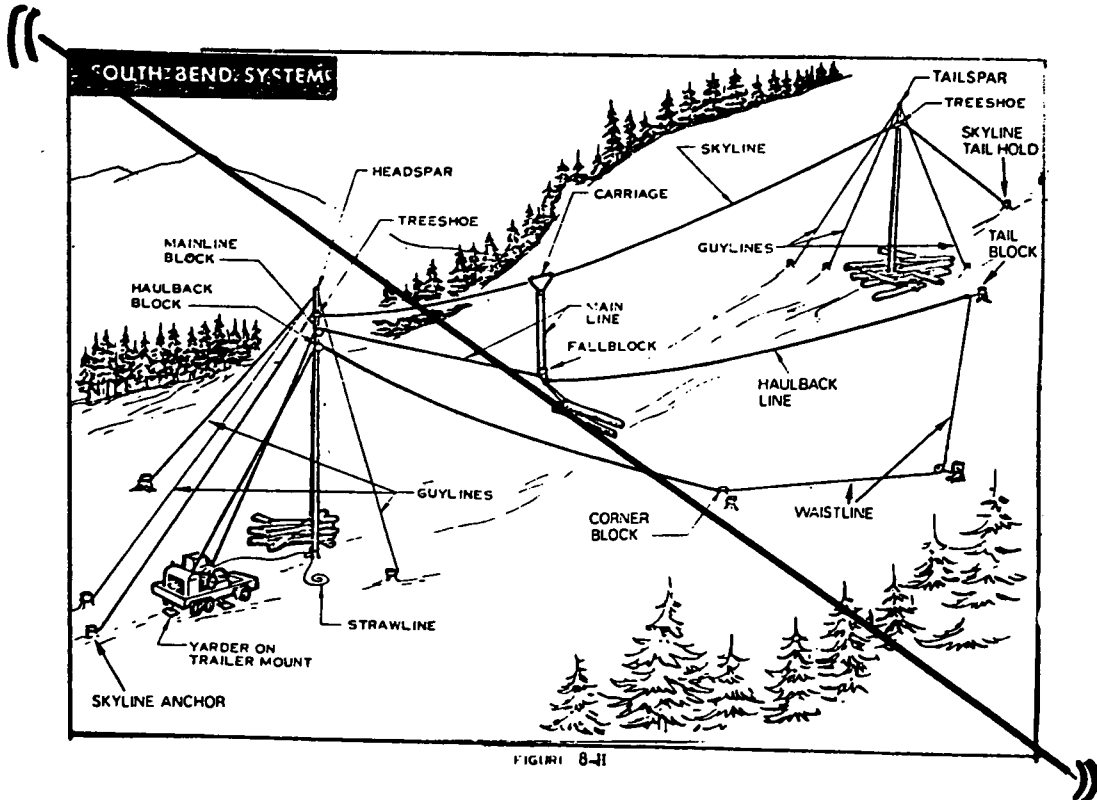 SOUTH BEND SYSTEMS
TAILSPAR
TREESHOE
SKYLINE
TAIL HOLD
SKYLINE
HEADSPAR
CARRIAGE
TREESHOE
MAINLINE
BLOCK
GUYLINES
TAIL
BLOCK
HAULBACK
BLOCK
MAIN
LINE
FALLBLOCK
HAULBACK
LINE
GUYLINES
CORNER
BLOCK
WAISTLINE
STRAWLINE
YARDER ON
TRAILER MOUNT
SKYLINE ANCHOR
FIGURE 8-11